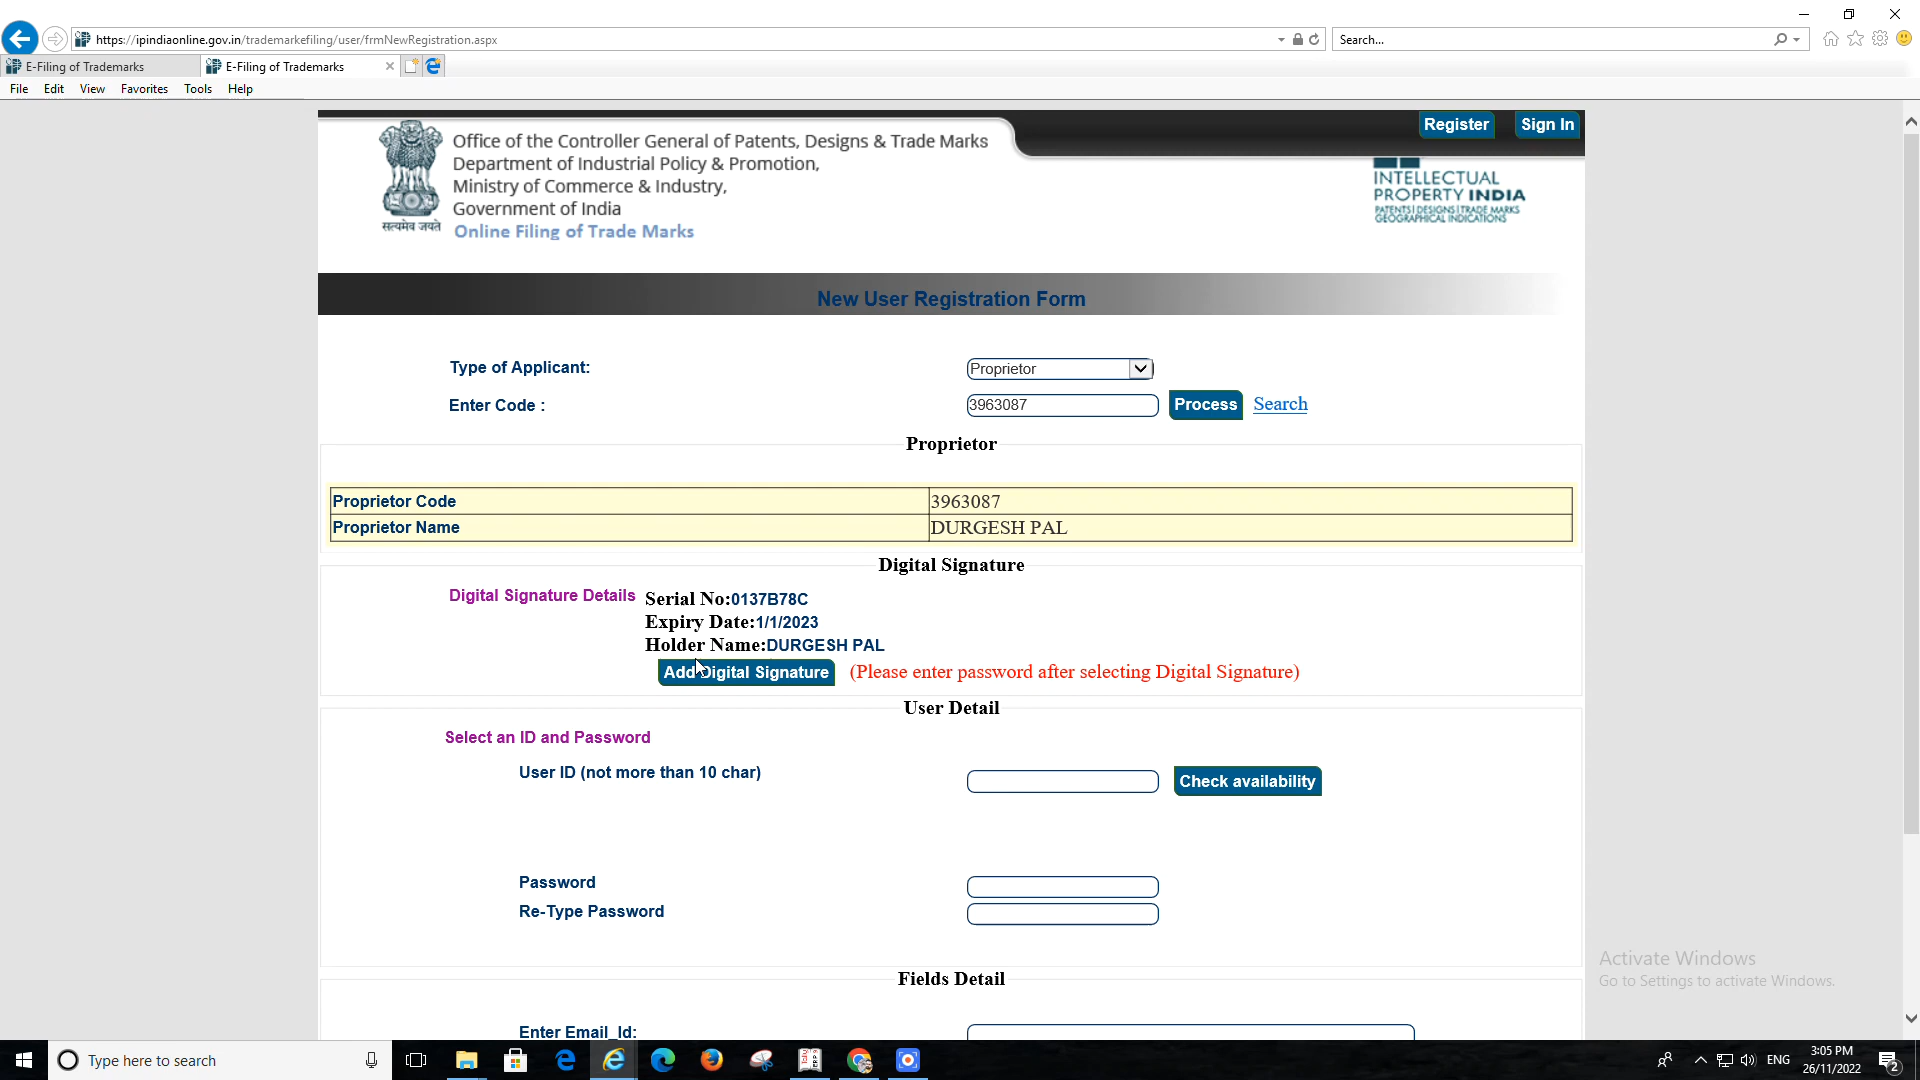 https://ipindiaonline.gov.in/trademarkefiling/user/frmNewRegistration.aspx
Search...
E-Filing of Trademarks
E-Filing of Trademarks
File Edit View Favorites Tools Help
Register Sign In
Office of the Controller General of Patents, Designs & Trade Marks
Department of Industrial Policy & Promotion,
Ministry of Commerce & Industry,
Government of India
Online Filing of Trade Marks
सत्यमेव जयते
INTELLECTUAL
PROPERTY INDIA
PATENTS | DESIGNS | TRADE MARKS
GEOGRAPHICAL INDICATIONS
New User Registration Form
Type of Applicant: Proprietor
Enter Code : 3963087 Process Search
Proprietor
Proprietor Code 3963087
Proprietor Name DURGESH PAL
Digital Signature
Digital Signature Details Serial No:0137B78C
Expiry Date:1/1/2023
Holder Name:DURGESH PAL
Add Digital Signature (Please enter password after selecting Digital Signature)
User Detail
Select an ID and Password
User ID (not more than 10 char) Check availability
Password
Re-Type Password
Fields Detail
Enter Email_Id:
Activate Windows
Go to Settings to activate Windows.
Type here to search
ENG
3:05 PM
26/11/2022
2